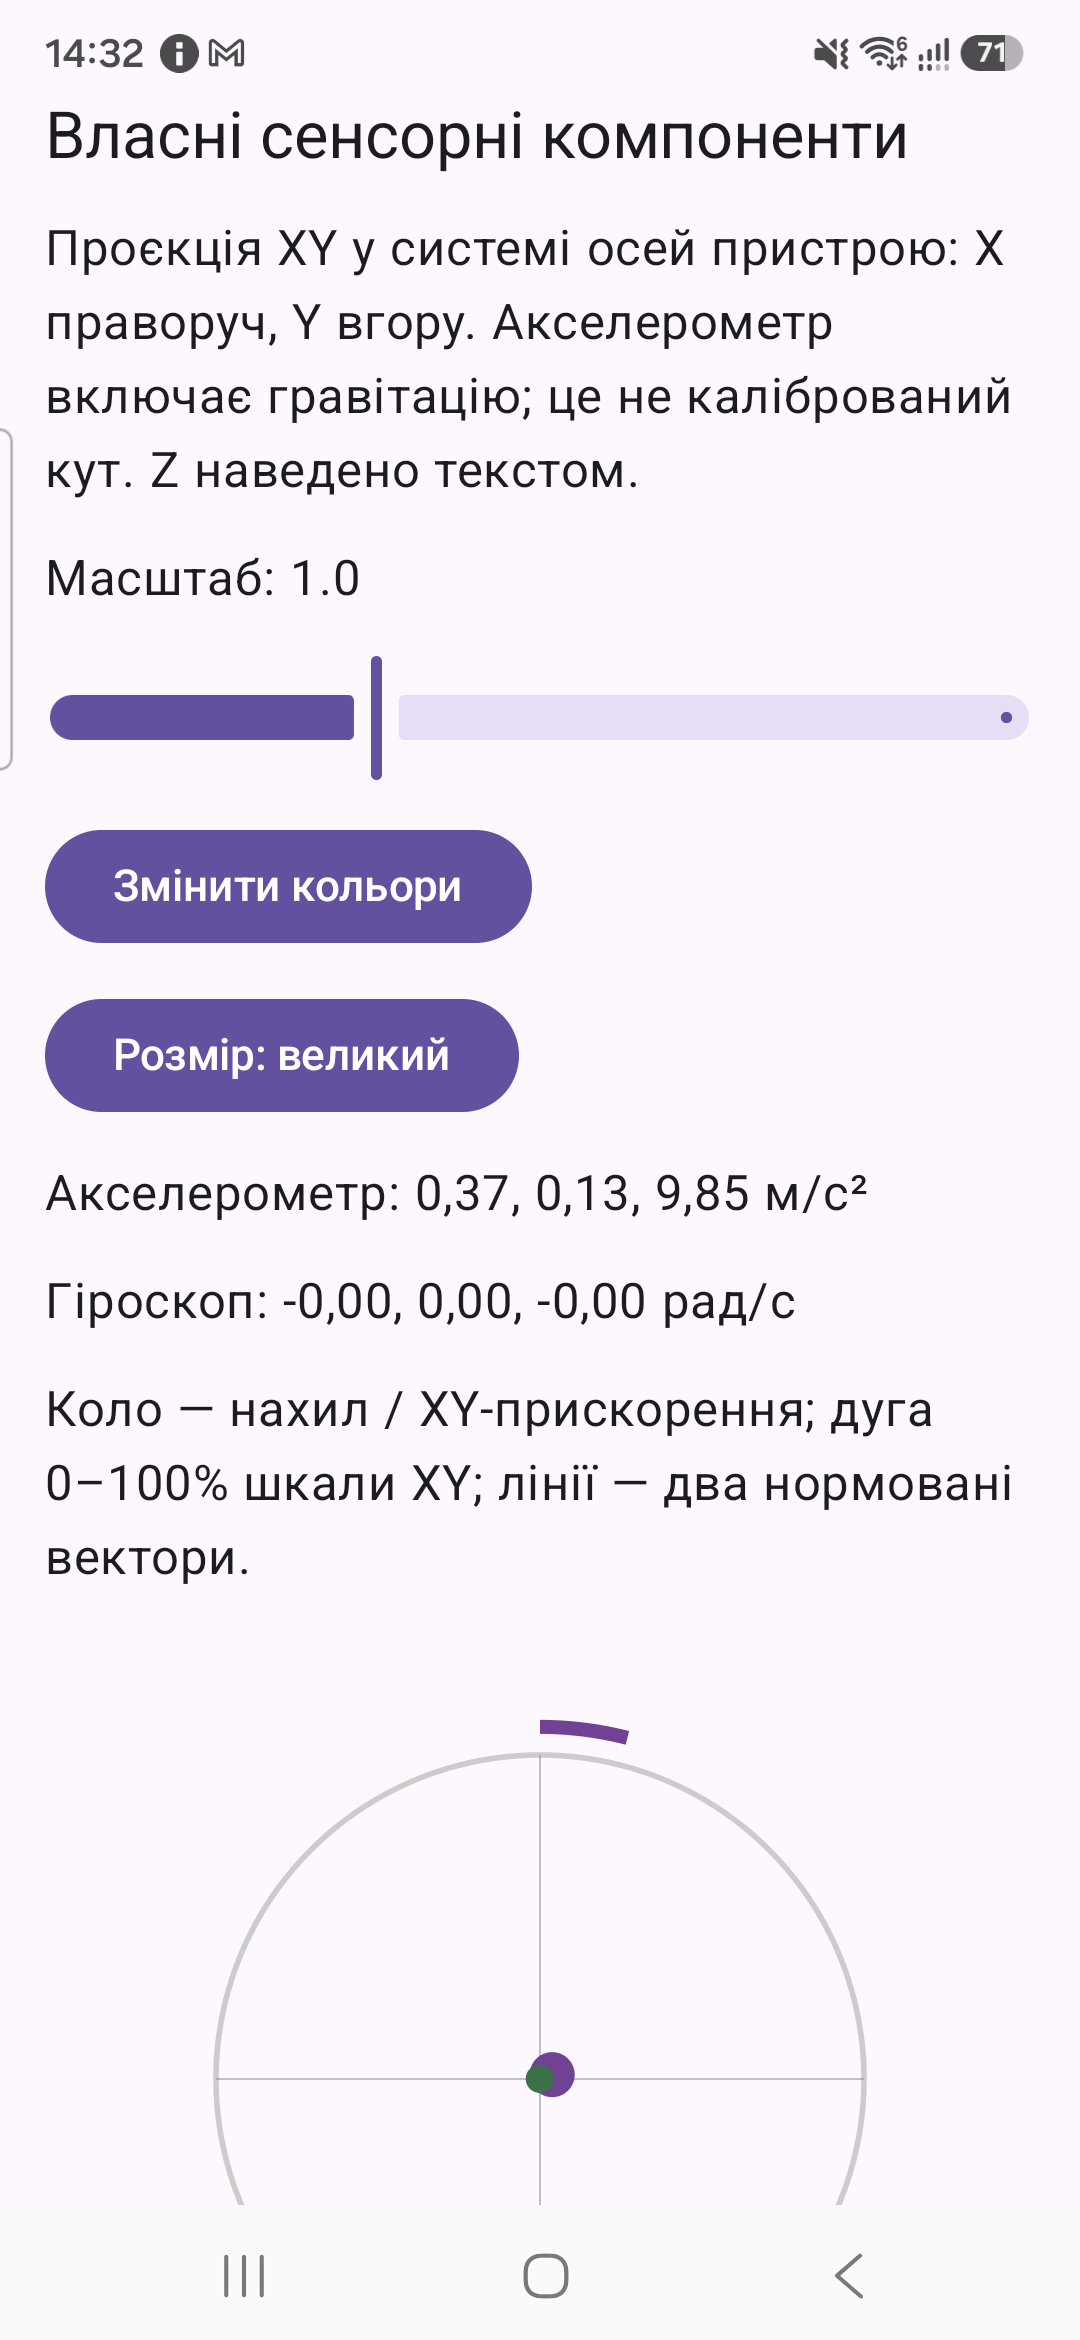 14:32
6
71
Власні сенсорні компоненти
Проєкція XY у системі осей пристрою: X
праворуч, Y вгору. Акселерометр
включає гравітацію; це не калібрований
кут. Z наведено текстом.
Масштаб: 1.0
Змінити кольори
Розмір: великий
Акселерометр: 0,37, 0,13, 9,85 м/с²
Гіроскоп: -0,00, 0,00, -0,00 рад/с
Коло — нахил / XY-прискорення; дуга
0–100% шкали XY; лінії — два нормовані
вектори.